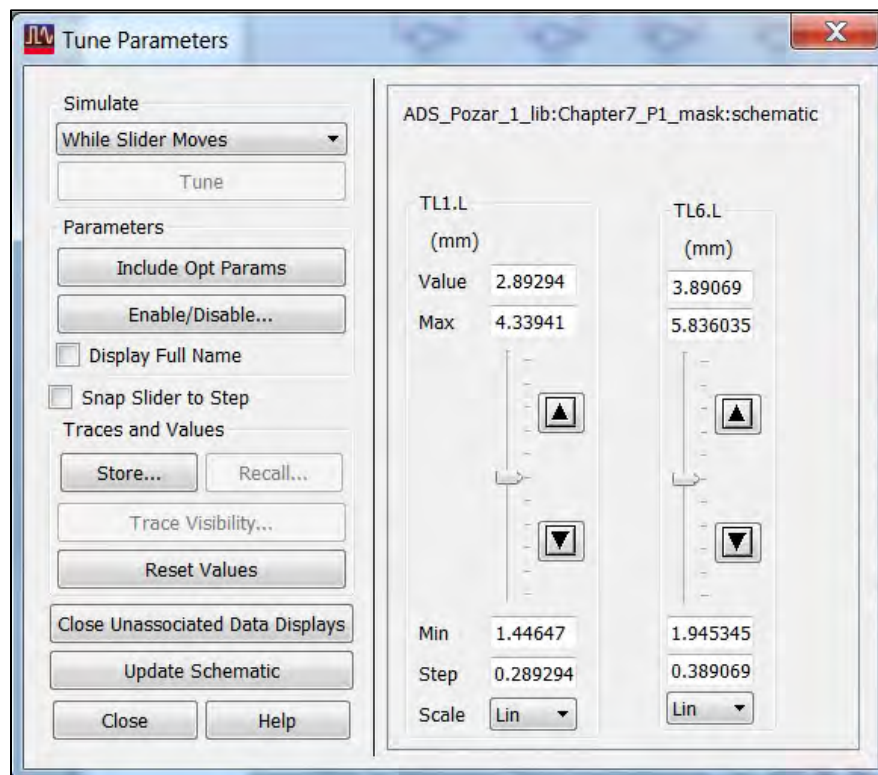 Tune Parameters
Simulate
While Slider Moves
Tune
Parameters
Include Opt Params
Enable/Disable...
Display Full Name
Snap Slider to Step
Traces and Values
Store... Recall...
Trace Visibility...
Reset Values
Close Unassociated Data Displays
Update Schematic
Close Help
ADS_Pozar_1_lib:Chapter7_P1_mask:schematic
TL1.L TL6.L
(mm) (mm)
Value 2.89294 3.89069
Max 4.33941 5.836035
Min 1.44647 1.945345
Step 0.289294 0.389069
Scale Lin Lin